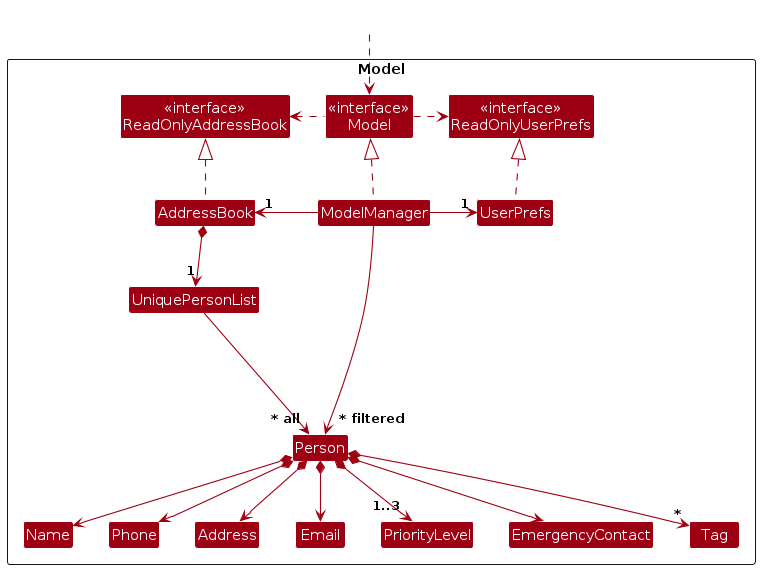 Model
«interface»
ReadOnlyAddressBook
«interface»
Model
«interface»
ReadOnlyUserPrefs
AddressBook
1
ModelManager
1
UserPrefs
1
UniquePersonList
* all
* filtered
Person
1..3
*
Name
Phone
Address
Email
PriorityLevel
EmergencyContact
Tag